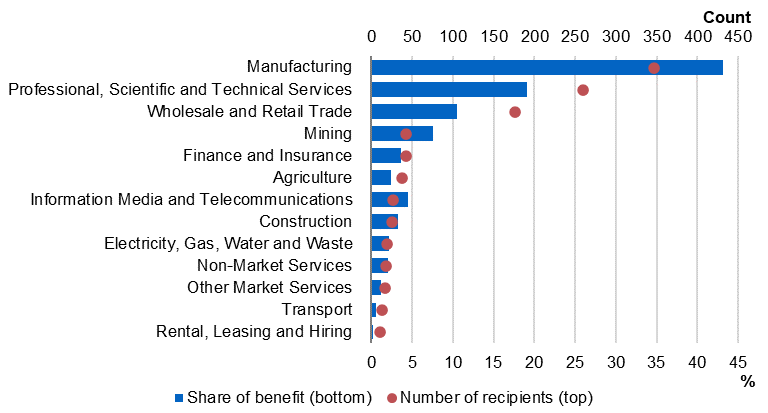 Count
0 50 100 150 200 250 300 350 400 450
Manufacturing
Professional, Scientific and Technical Services
Wholesale and Retail Trade
Mining
Finance and Insurance
Agriculture
Information Media and Telecommunications
Construction
Electricity, Gas, Water and Waste
Non-Market Services
Other Market Services
Transport
Rental, Leasing and Hiring
0 5 10 15 20 25 30 35 40 45
%
Share of benefit (bottom) Number of recipients (top)